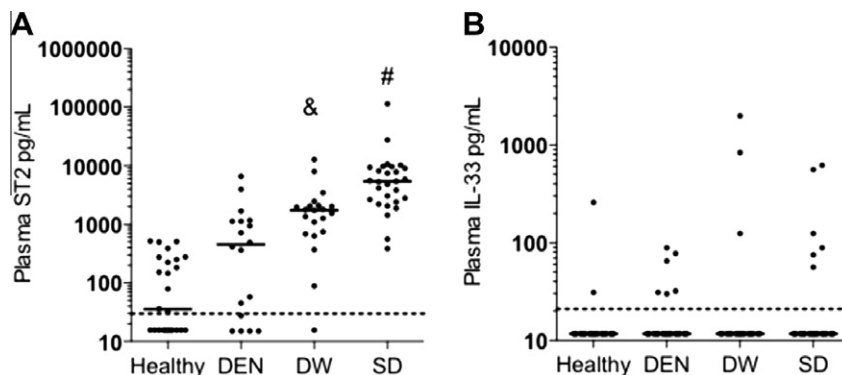 A
Plasma ST2 pg/mL
1000000
100000
10000
1000
100
10
&
#
Healthy DEN DW SD
B
Plasma IL-33 pg/mL
10000
1000
100
10
Healthy DEN DW SD